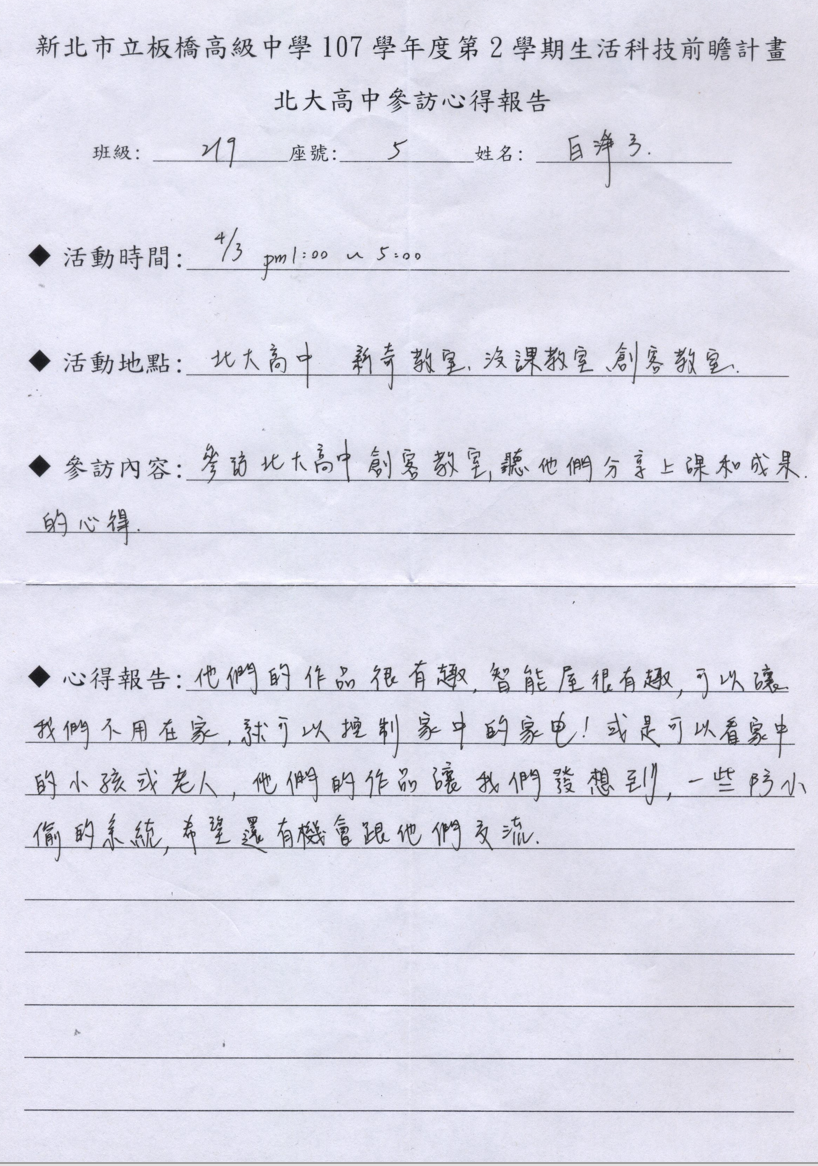 新北市立板橋高級中學 107 學年度第 2 學期生活科技前瞻計畫
北大高中參訪心得報告
班級: 219 座號: 5 姓名: 白淨
◆ 活動時間: 4/3 pm1:00 ~ 5:00
◆ 活動地點: 北大高中 新奇教室、沒課教室、創客教室.
◆ 參訪內容: 參訪北大高中創客教室,聽他們分享上課和成果
的心得.
◆ 心得報告: 他們的作品很有趣,智能屋很有趣,可以讓
我們不用在家,就可以控制家中的家电!或是可以看家中
的小孩或老人,他們的作品讓我們發想到,一些防小
偷的系統,希望還有機會跟他們交流.